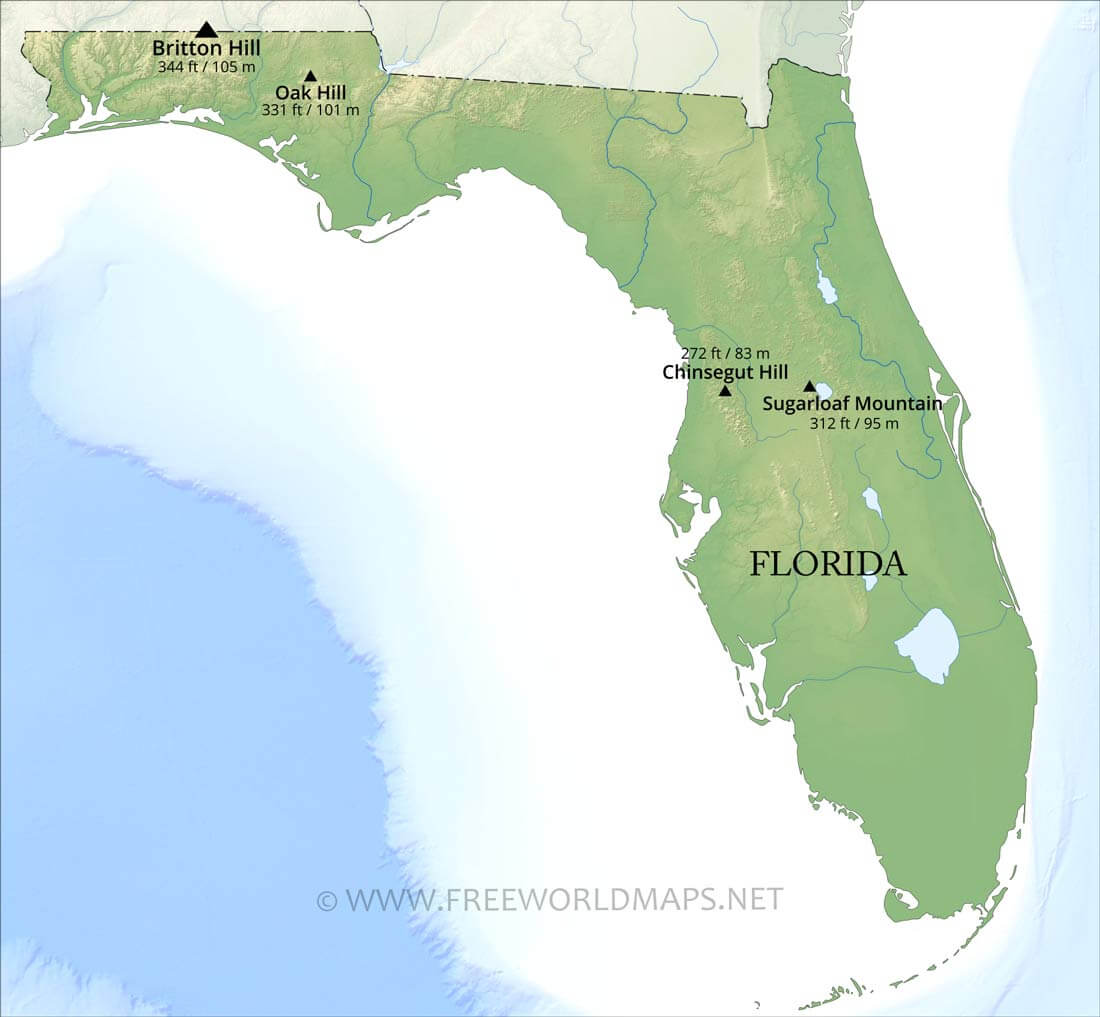 Britton Hill
344 ft / 105 m
Oak Hill
331 ft / 101 m
272 ft / 83 m
Chinsegut Hill
Sugarloaf Mountain
312 ft / 95 m
FLORIDA
© WWW.FREEWORLDMAPS.NET